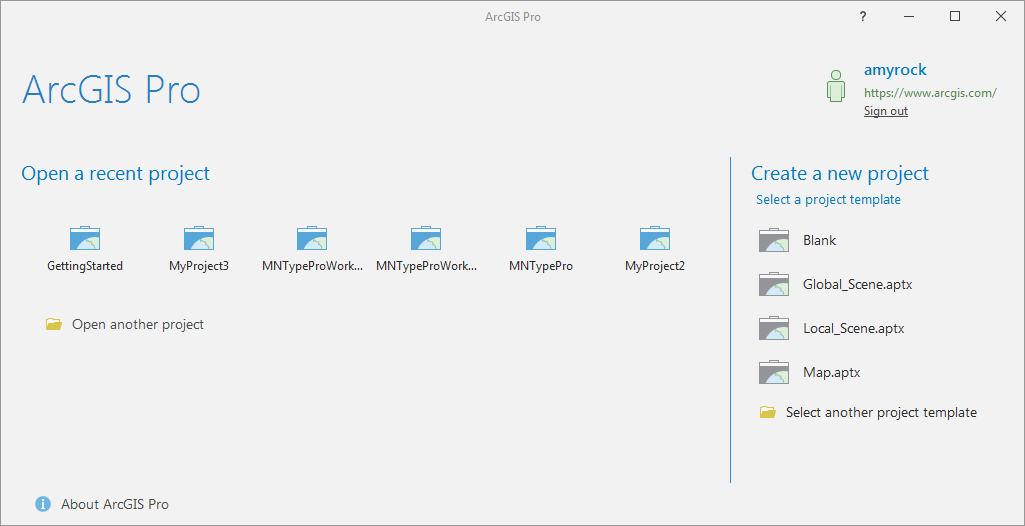 ArcGIS Pro
?
ArcGIS Pro
amyrock
https://www.arcgis.com/
Sign out
Open a recent project
GettingStarted
MyProject3
MNTypeProWork...
MNTypeProWork...
MNTypePro
MyProject2
Open another project
Create a new project
Select a project template
Blank
Global_Scene.aptx
Local_Scene.aptx
Map.aptx
Select another project template
About ArcGIS Pro